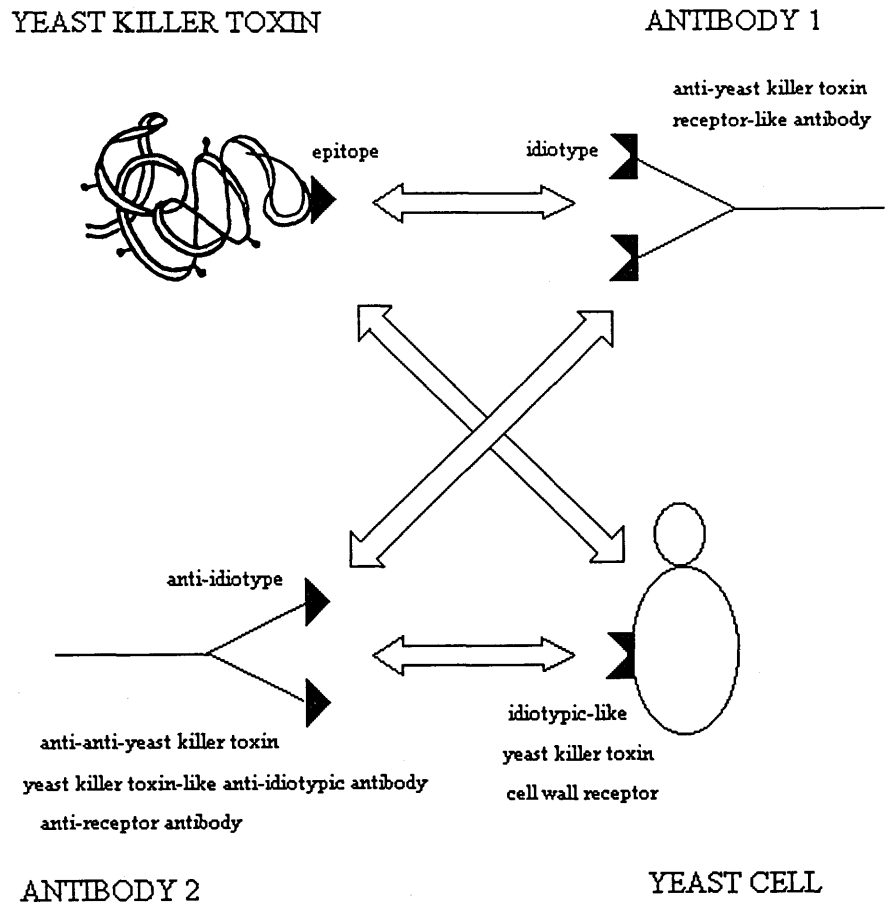 YEAST KILLER TOXIN
ANTIBODY 1
anti-yeast killer toxin
receptor-like antibody
epitope
idiotype
anti-idiotype
anti-anti-yeast killer toxin
yeast killer toxin-like anti-idiotypic antibody
anti-receptor antibody
idiotypic-like
yeast killer toxin
cell wall receptor
ANTIBODY 2
YEAST CELL